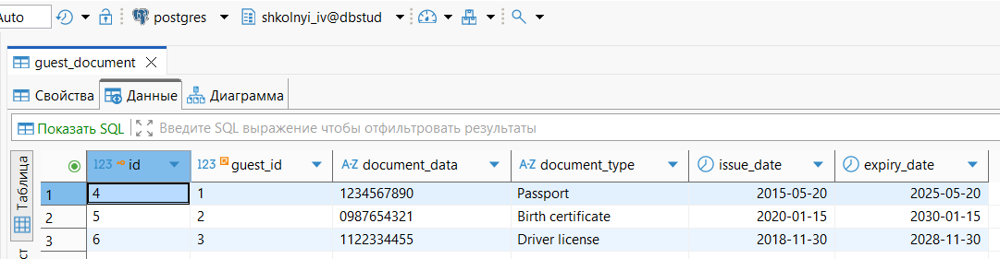 Auto postgres shkolnyi_iv@dbstud
guest_document
Свойства Данные Диаграмма
Показать SQL Введите SQL выражение чтобы отфильтровать результаты
Таблица
123 id 123 guest_id A-Z document_data A-Z document_type issue_date expiry_date
1 4 1 1234567890 Passport 2015-05-20 2025-05-20
2 5 2 0987654321 Birth certificate 2020-01-15 2030-01-15
3 6 3 1122334455 Driver license 2018-11-30 2028-11-30
ст